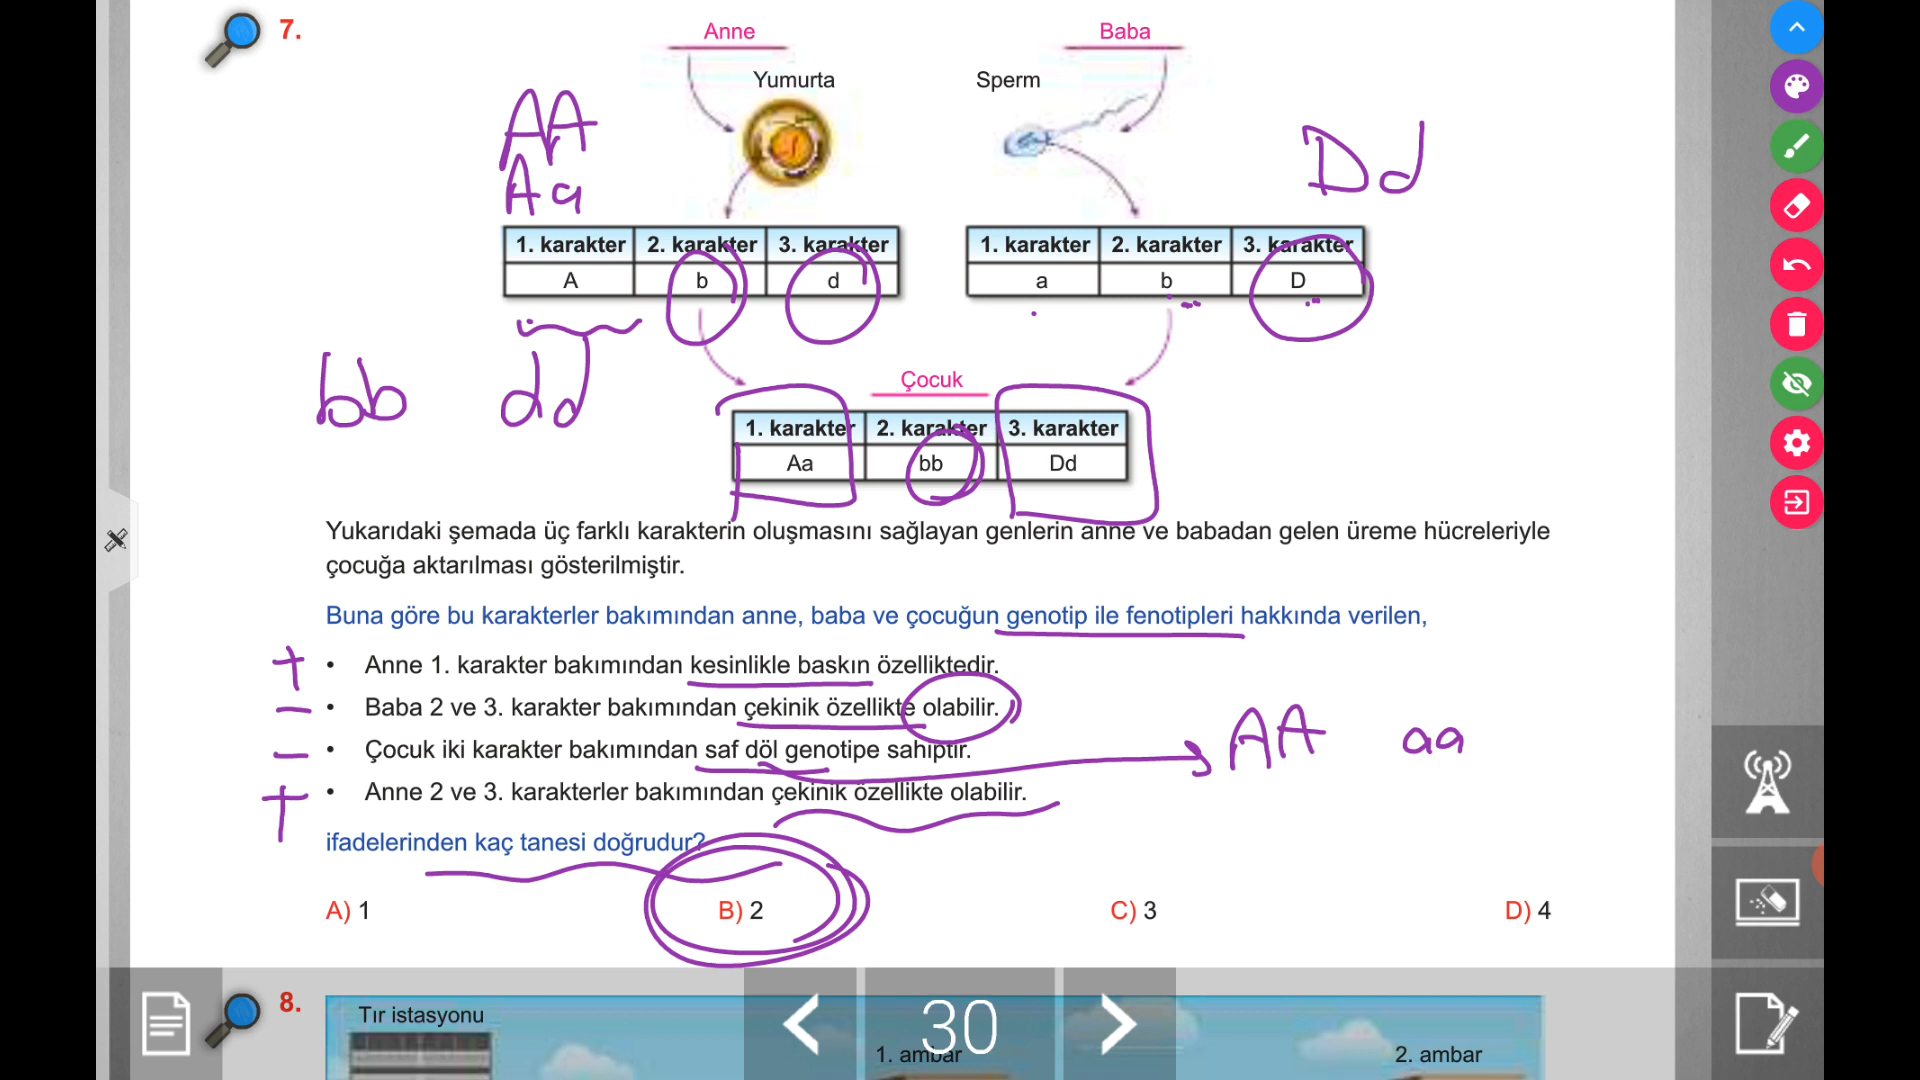 7.
Anne
Baba
Yumurta
Sperm
AA
Aa
Dd
1. karakter 2. karakter 3. karakter
A b d
1. karakter 2. karakter 3. karakter
a b D
bb dd
Çocuk
1. karakter 2. karakter 3. karakter
Aa bb Dd
Yukarıdaki şemada üç farklı karakterin oluşmasını sağlayan genlerin anne ve babadan gelen üreme hücreleriyle
çocuğa aktarılması gösterilmiştir.
Buna göre bu karakterler bakımından anne, baba ve çocuğun genotip ile fenotipleri hakkında verilen,
+ • Anne 1. karakter bakımından kesinlikle baskın özelliktedir.
– • Baba 2 ve 3. karakter bakımından çekinik özellikte olabilir.
– • Çocuk iki karakter bakımından saf döl genotipe sahiptir.
AA aa
+ • Anne 2 ve 3. karakterler bakımından çekinik özellikte olabilir.
ifadelerinden kaç tanesi doğrudur?
A) 1 B) 2 C) 3 D) 4
8.
Tır istasyonu
30
1. ambar
2. ambar